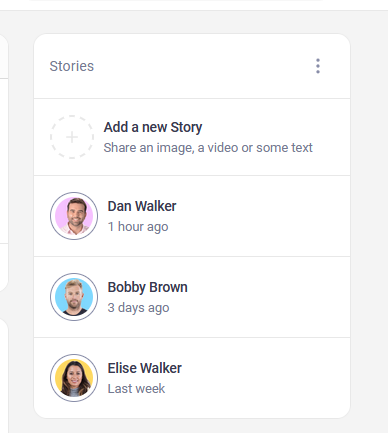 Stories
Add a new Story
Share an image, a video or some text
Dan Walker
1 hour ago
Bobby Brown
3 days ago
Elise Walker
Last week